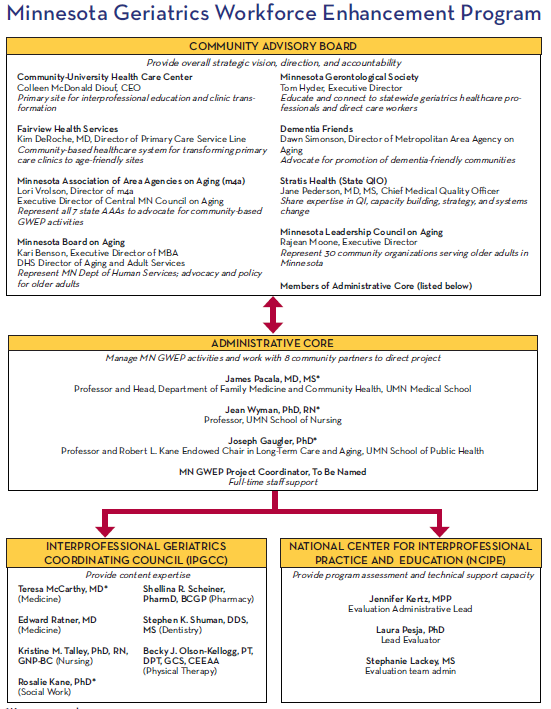 Minnesota Geriatrics Workforce Enhancement Program
COMMUNITY ADVISORY BOARD
Provide overall strategic vision, direction, and accountability
Community-University Health Care Center
Colleen McDonald Diouf, CEO
Primary site for interprofessional education and clinic trans-
formation
Fairview Health Services
Kim DeRoche, MD, Director of Primary Care Service Line
Community-based healthcare system for transforming primary
care clinics to age-friendly sites
Minnesota Association of Area Agencies on Aging (m4a)
Lori Vrolson, Director of m4a
Executive Director of Central MN Council on Aging
Represent all 7 state AAAs to advocate for community-based
GWEP activities
Minnesota Board on Aging
Kari Benson, Executive Director of MBA
DHS Director of Aging and Adult Services
Represent MN Dept of Human Services; advocacy and policy
for older adults
Minnesota Gerontological Society
Tom Hyder, Executive Director
Educate and connect to statewide geriatrics healthcare pro-
fessionals and direct care workers
Dementia Friends
Dawn Simonson, Director of Metropolitan Area Agency on
Aging
Advocate for promotion of dementia-friendly communities
Stratis Health (State QIO)
Jane Pederson, MD, MS, Chief Medical Quality Officer
Share expertise in QI, capacity building, strategy, and systems
change
Minnesota Leadership Council on Aging
Rajean Moone, Executive Director
Represent 30 community organizations serving older adults in
Minnesota
Members of Administrative Core (listed below)
ADMINISTRATIVE CORE
Manage MN GWEP activities and work with 8 community partners to direct project
James Pacala, MD, MS*
Professor and Head, Department of Family Medicine and Community Health, UMN Medical School
Jean Wyman, PhD, RN*
Professor, UMN School of Nursing
Joseph Gaugler, PhD*
Professor and Robert L. Kane Endowed Chair in Long-Term Care and Aging, UMN School of Public Health
MN GWEP Project Coordinator, To Be Named
Full-time staff support
INTERPROFESSIONAL GERIATRICS
COORDINATING COUNCIL (IPGCC)
Provide content expertise
Teresa McCarthy, MD*
(Medicine)
Edward Ratner, MD
(Medicine)
Kristine M. Talley, PhD, RN,
GNP-BC (Nursing)
Rosalie Kane, PhD*
(Social Work)
Shellina R. Scheiner,
PharmD, BCGP (Pharmacy)
Stephen K. Shuman, DDS,
MS (Dentistry)
Becky J. Olson-Kellogg, PT,
DPT, GCS, CEEAA
(Physical Therapy)
NATIONAL CENTER FOR INTERPROFESSIONAL
PRACTICE AND EDUCATION (NCIPE)
Provide program assessment and technical support capacity
Jennifer Kertz, MPP
Evaluation Administrative Lead
Laura Pesja, PhD
Lead Evaluator
Stephanie Lackey, MS
Evaluation team admin